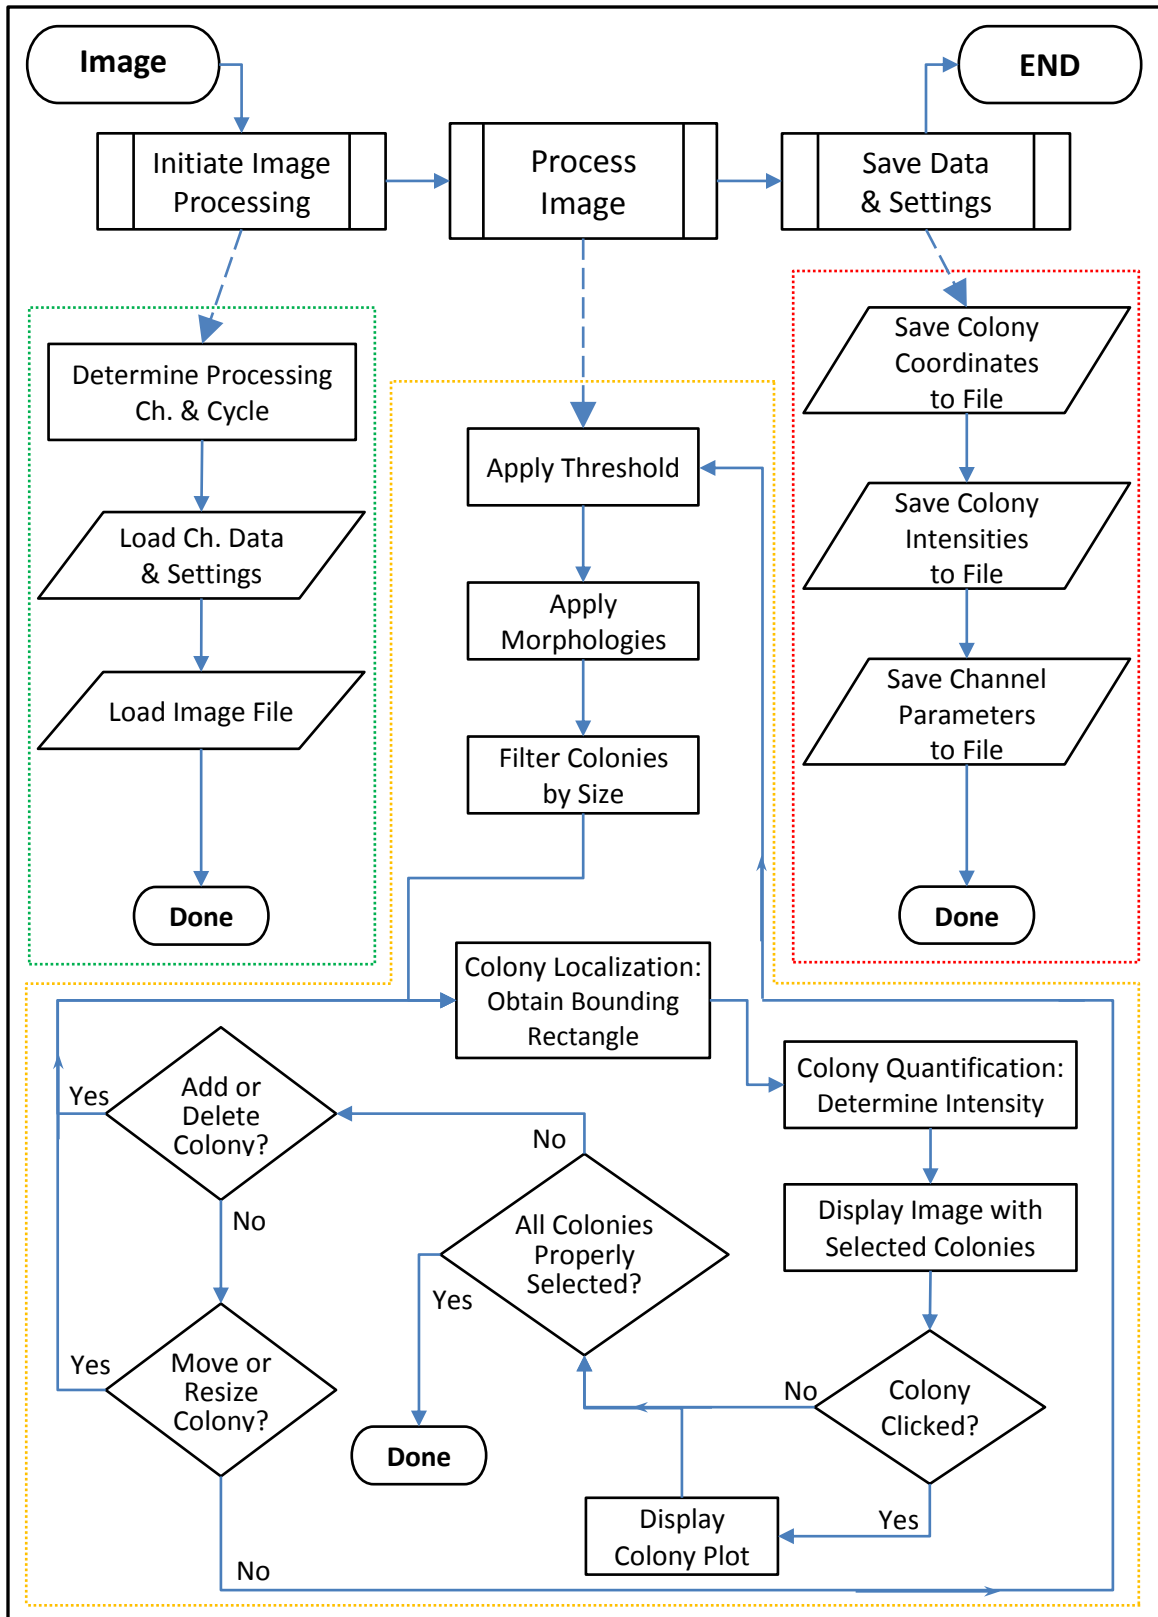 Image
END
Initiate Image
Processing
Process
Image
Save Data
& Settings
Determine Processing
Ch. & Cycle
Load Ch. Data
& Settings
Load Image File
Done
Apply Threshold
Apply
Morphologies
Filter Colonies
by Size
Save Colony
Coordinates
to File
Save Colony
Intensities
to File
Save Channel
Parameters
to File
Done
Colony Localization:
Obtain Bounding
Rectangle
Colony Quantification:
Determine Intensity
Display Image with
Selected Colonies
Colony
Clicked?
No
Yes
Display
Colony Plot
All Colonies
Properly
Selected?
No
Yes
Done
Add or
Delete
Colony?
Yes
No
Move or
Resize
Colony?
Yes
No